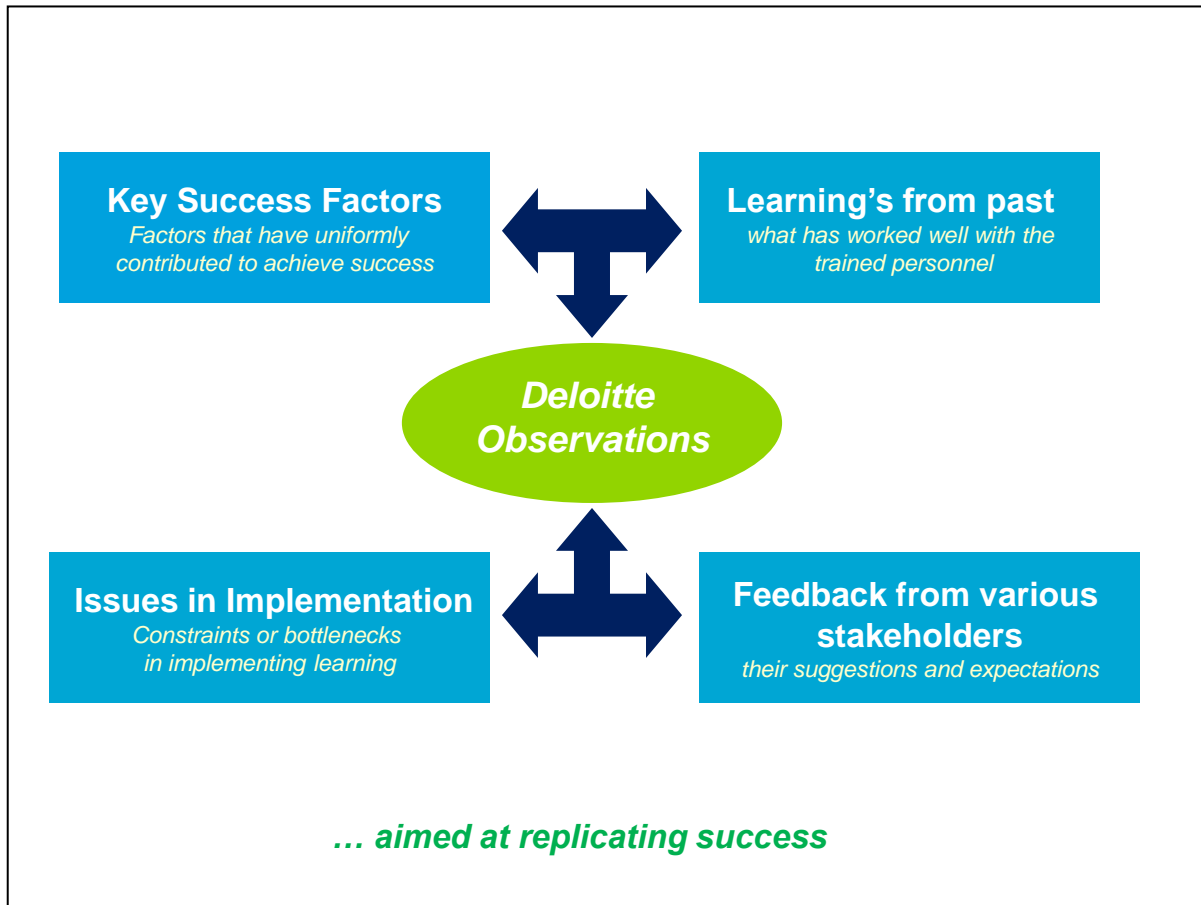 Key Success Factors
Factors that have uniformly
contributed to achieve success
Learning's from past
what has worked well with the
trained personnel
Deloitte
Observations
Issues in Implementation
Constraints or bottlenecks
in implementing learning
Feedback from various
stakeholders
their suggestions and expectations
… aimed at replicating success